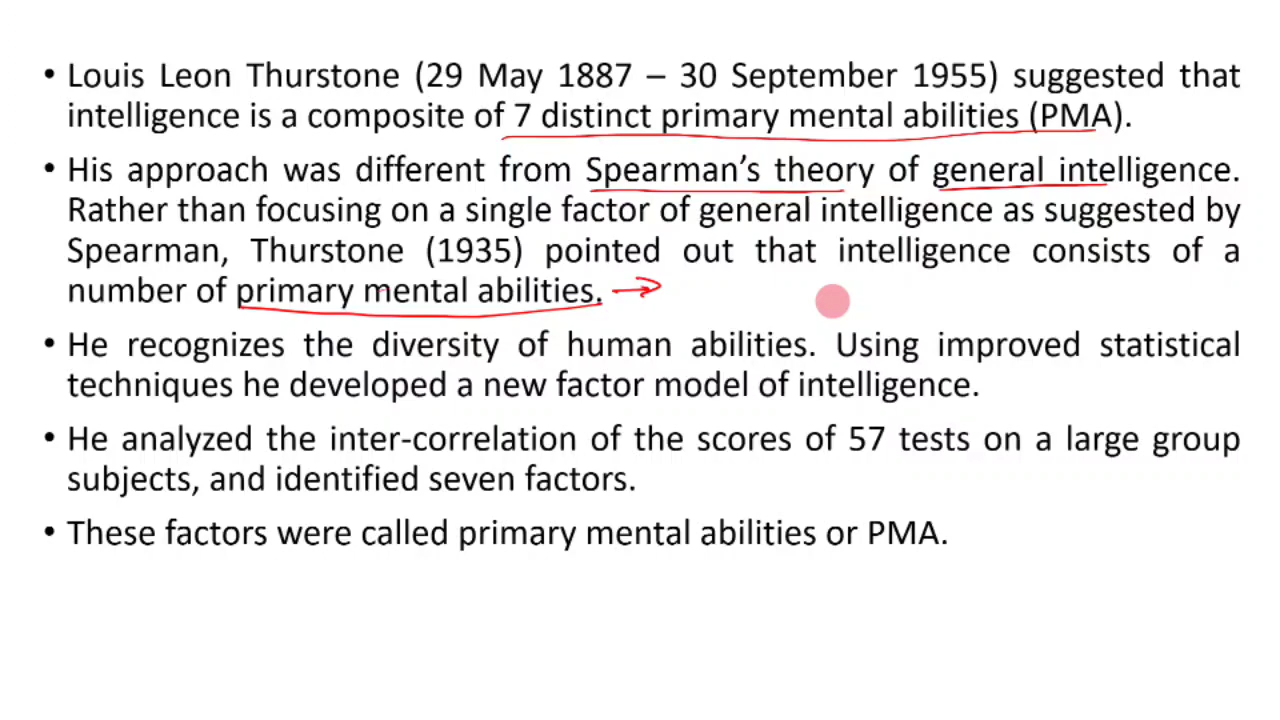 • Louis Leon Thurstone (29 May 1887 – 30 September 1955) suggested that
intelligence is a composite of 7 distinct primary mental abilities (PMA).
• His approach was different from Spearman’s theory of general intelligence.
Rather than focusing on a single factor of general intelligence as suggested by
Spearman, Thurstone (1935) pointed out that intelligence consists of a
number of primary mental abilities.
• He recognizes the diversity of human abilities. Using improved statistical
techniques he developed a new factor model of intelligence.
• He analyzed the inter-correlation of the scores of 57 tests on a large group
subjects, and identified seven factors.
• These factors were called primary mental abilities or PMA.